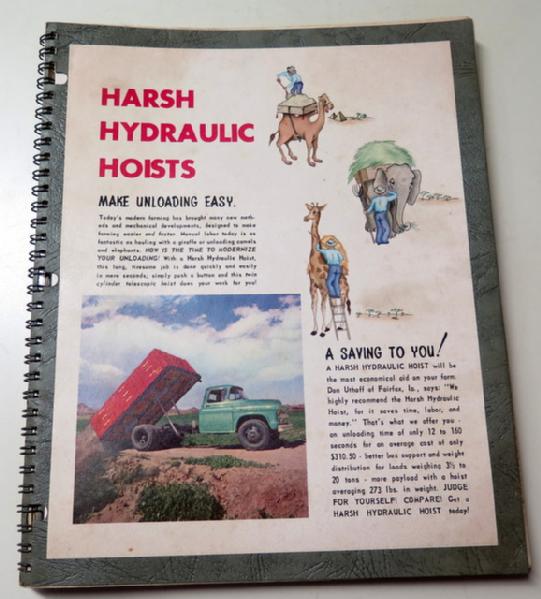 HARSH
HYDRAULIC
HOISTS
MAKE UNLOADING EASY.
Today's modern farming has brought many new meth-
ods and mechanical developments, designed to make
farming easier and faster. Manual labor today is as
fantastic as hauling with a giraffe or unloading camels
and elephants. NOW IS THE TIME TO MODERNIZE
YOUR UNLOADING! With a Harsh Hydraulic Hoist,
this long, tiresome job is done quickly and easily
in mere seconds; simply push a button and this twin
cylinder telescopic hoist does your work for you!
A SAVING TO YOU!
A HARSH HYDRAULIC HOIST will be
the most economical aid on your farm.
Don Uthoff of Fairfax, Ia., says: "We
highly recommend the Harsh Hydraulic
Hoist, for it saves time, labor, and
money." That's what we offer you -
an unloading time of only 12 to 160
seconds for an average cost of only
$310.50 - better box support and weight
distribution for loads weighing 3½ to
20 tons - more payload with a hoist
averaging 273 lbs. in weight. JUDGE
FOR YOURSELF! COMPARE! Get a
HARSH HYDRAULIC HOIST today!